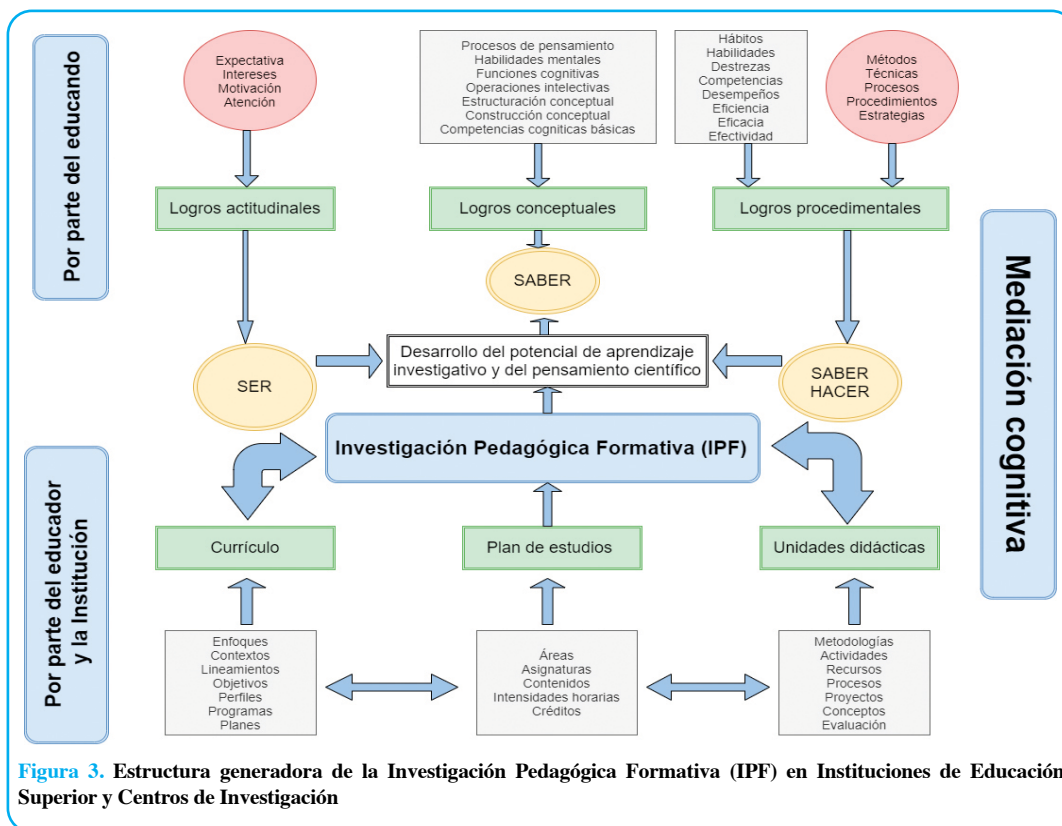 Por parte del educando
Expectativa
Intereses
Motivación
Atención
Procesos de pensamiento
Habilidades mentales
Funciones cognitivas
Operaciones intelectivas
Estructuración conceptual
Construcción conceptual
Competencias cogniticas básicas
Hábitos
Habilidades
Destrezas
Competencias
Desempeños
Eficiencia
Eficacia
Efectividad
Métodos
Técnicas
Procesos
Procedimientos
Estrategias
Logros actitudinales
Logros conceptuales
Logros procedimentales
SABER
SER
Desarrollo del potencial de aprendizaje
investigativo y del pensamiento científico
SABER
HACER
Mediación cognitiva
Investigación Pedagógica Formativa (IPF)
Por parte del educador
y la Institución
Currículo
Plan de estudios
Unidades didácticas
Enfoques
Contextos
Lineamientos
Objetivos
Perfiles
Programas
Planes
Áreas
Asignaturas
Contenidos
Intensidades horarias
Créditos
Metodologías
Actividades
Recursos
Procesos
Proyectos
Conceptos
Evaluación
Figura 3. Estructura generadora de la Investigación Pedagógica Formativa (IPF) en Instituciones de Educación
Superior y Centros de Investigación